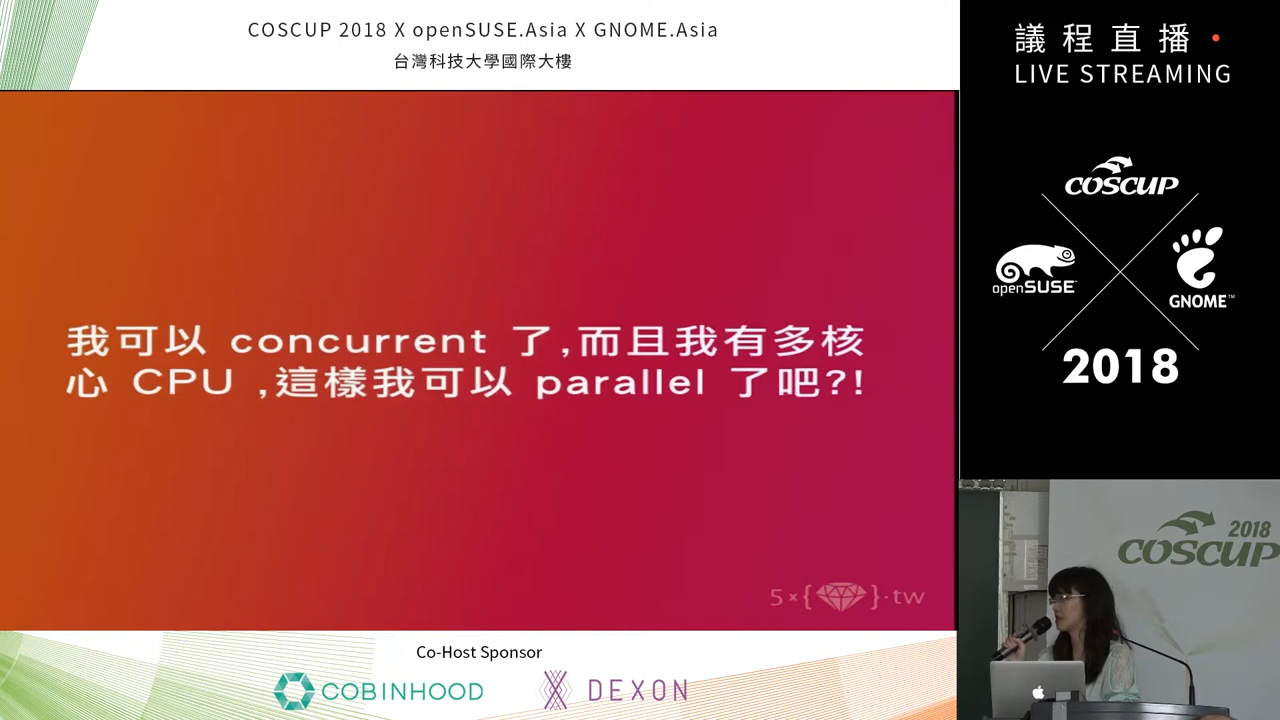 COSCUP 2018 X openSUSE.Asia X GNOME.Asia
台灣科技大學國際大樓
議程直播
LIVE STREAMING
COSCUP
openSUSE
GNOME™
2018
我可以 concurrent 了,而且我有多核
心 CPU ,這樣我可以 parallel 了吧?!
5×{ }.tw
2018
COSCUP
Co-Host Sponsor
COBINHOOD
DEXON